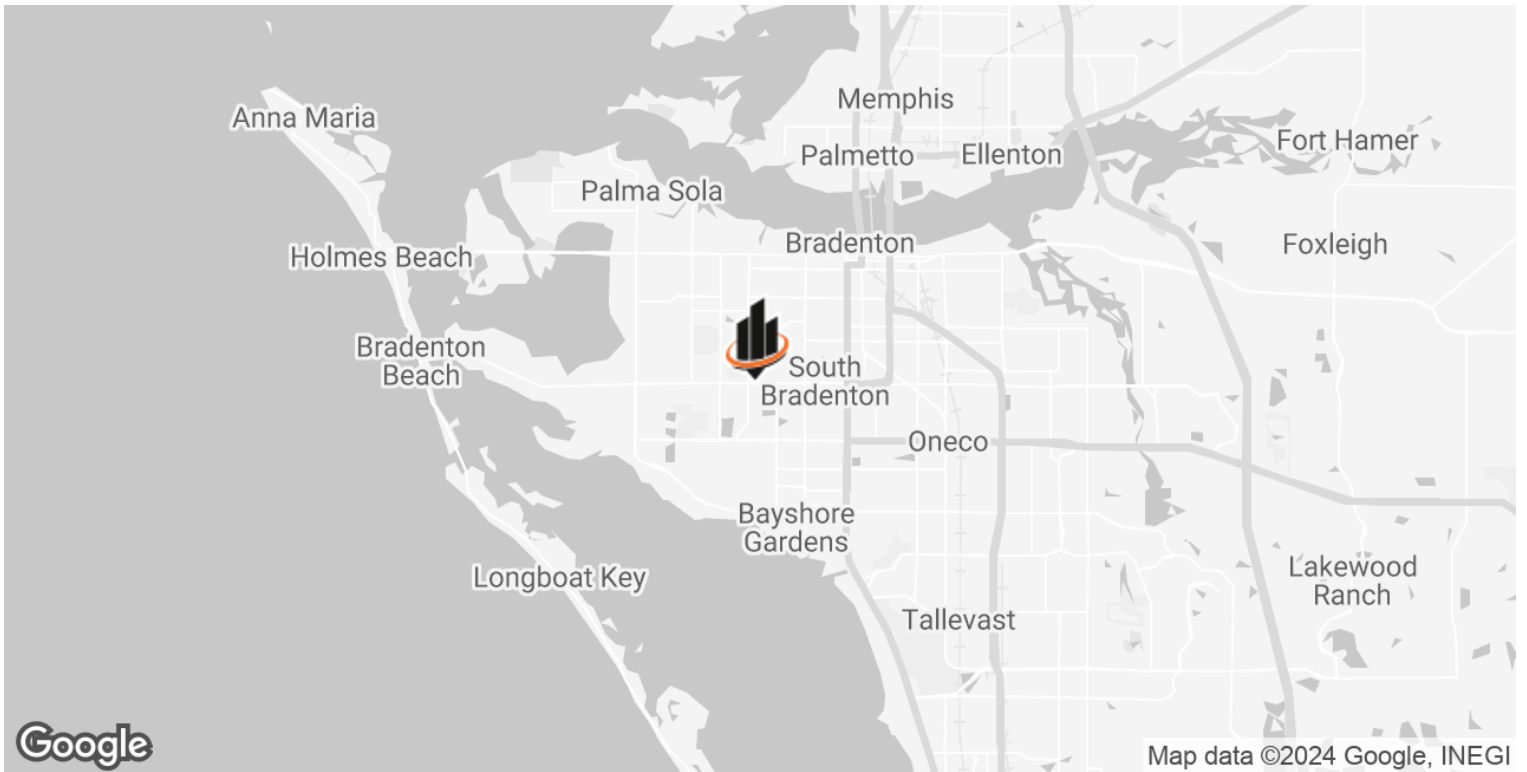 Memphis
Anna Maria
Fort Hamer
Palmetto
Ellenton
Palma Sola
Bradenton
Foxleigh
Holmes Beach
Bradenton
Beach
South
Bradenton
Oneco
Bayshore
Gardens
Longboat Key
Lakewood
Ranch
Tallevast
Google
Map data ©2024 Google, INEGI